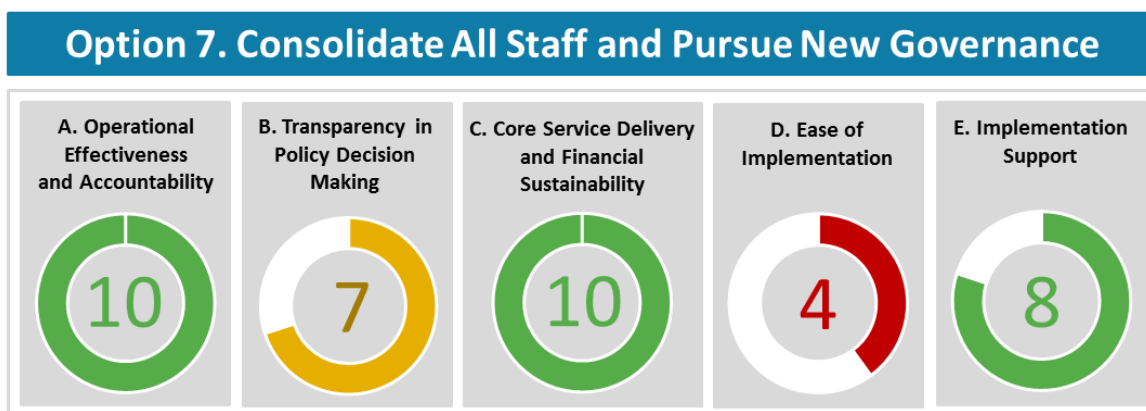 Option 7. Consolidate All Staff and Pursue New Governance
A. Operational
Effectiveness
and Accountability
10
B. Transparency in
Policy Decision
Making
7
C. Core Service Delivery
and Financial
Sustainability
10
D. Ease of
Implementation
4
E. Implementation
Support
8